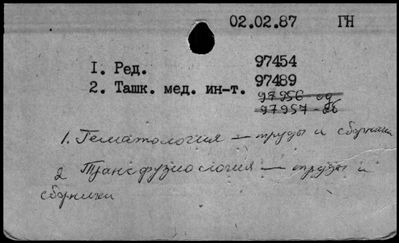 02.02.87 ГН
1. Ред. 97454
2. Ташк. мед. ин-т. 97489
97956 од
97957-86
1. Гематология — труды и сборники
2 Трансфузиология — труды и
сборники